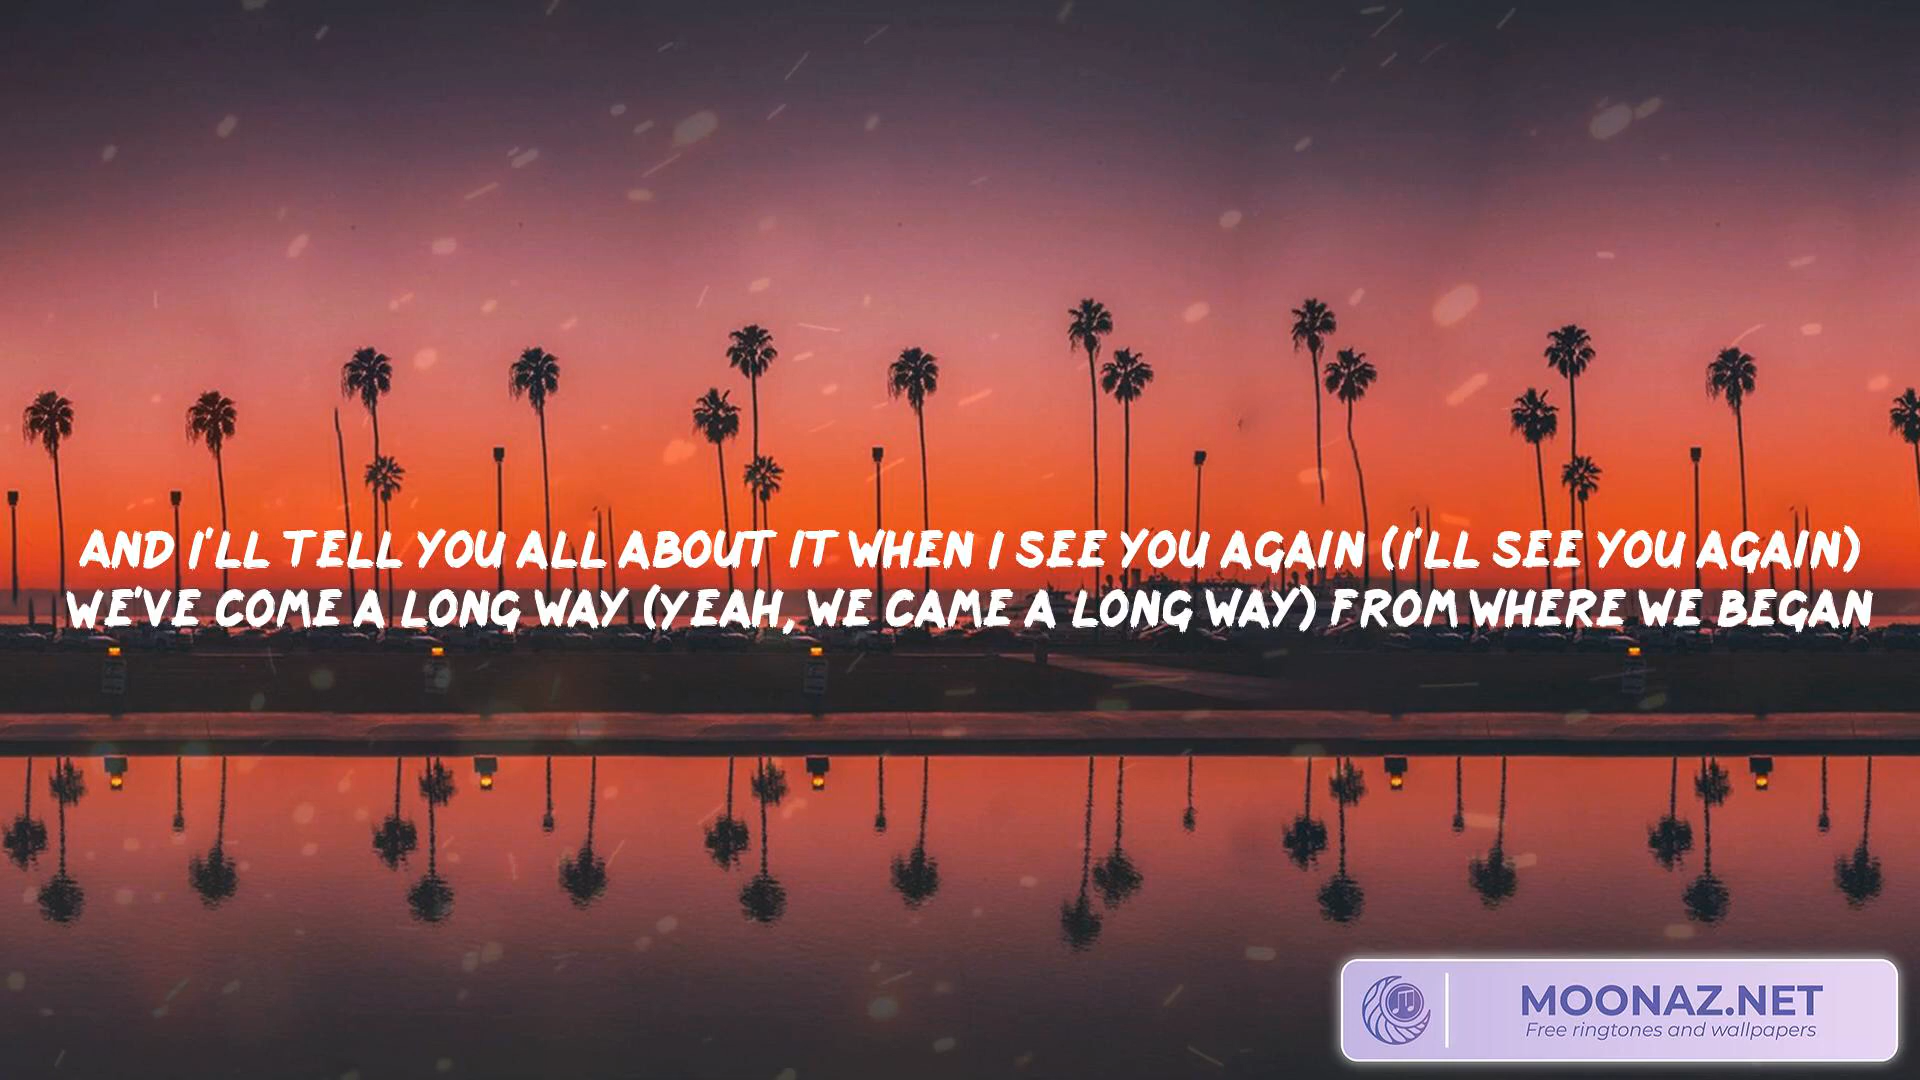 AND I'LL TELL YOU ALL ABOUT IT WHEN I SEE YOU AGAIN (I'LL SEE YOU AGAIN)
WE'VE COME A LONG WAY (YEAH, WE CAME A LONG WAY) FROM WHERE WE BEGAN
MOONAZ.NET
Free ringtones and wallpapers